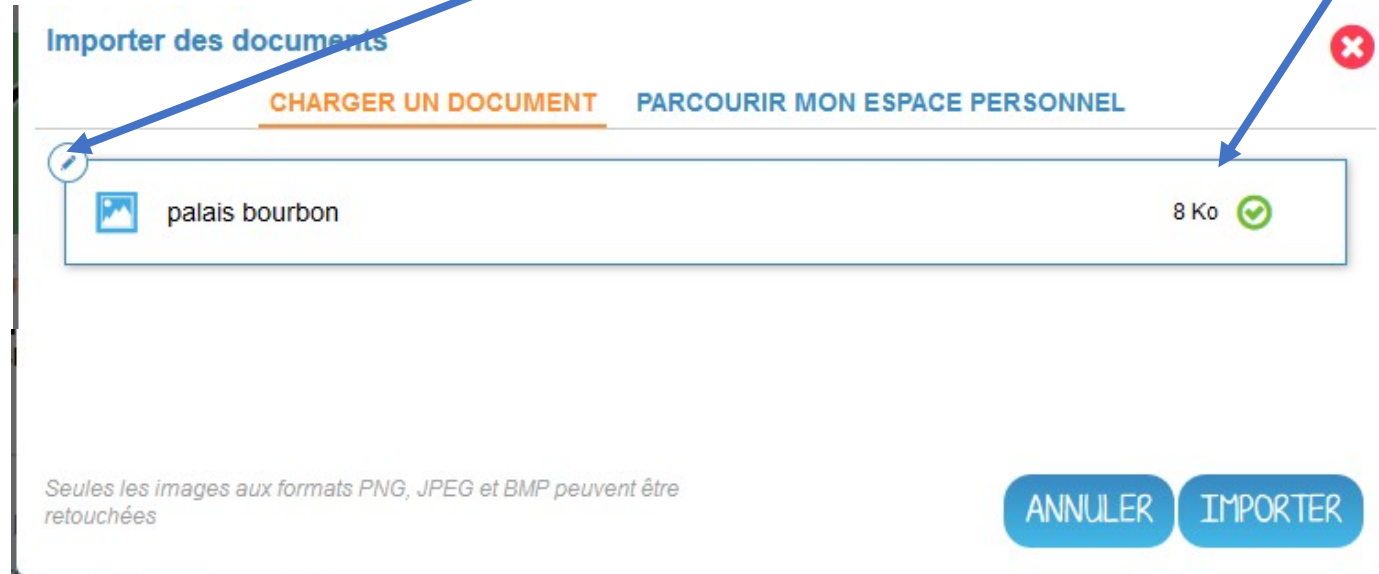 Importer des documents
CHARGER UN DOCUMENT PARCOURIR MON ESPACE PERSONNEL
palais bourbon 8 Ko
Seules les images aux formats PNG, JPEG et BMP peuvent être
retouchées
ANNULER IMPORTER